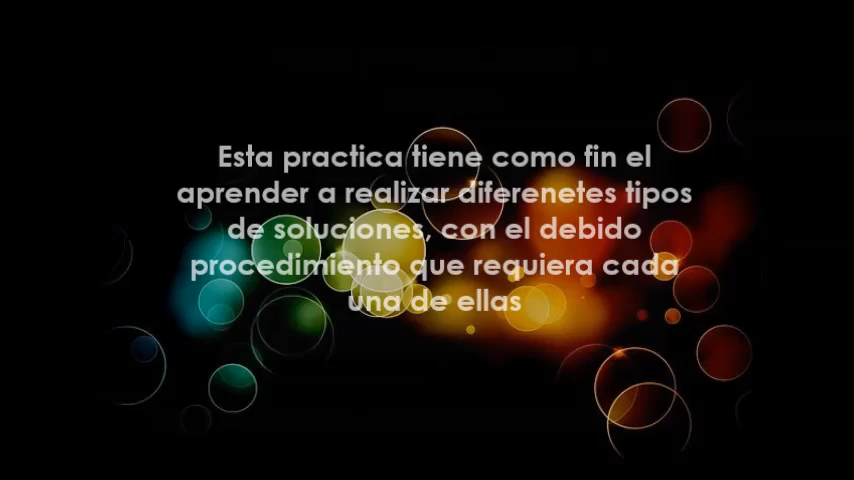 Esta practica tiene como fin el
aprender a realizar diferenetes tipos
de soluciones, con el debido
procedimiento que requiera cada
una de ellas